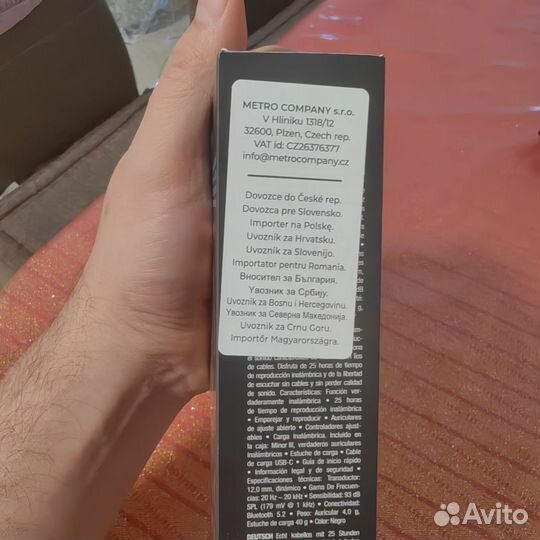 METRO COMPANY s.r.o.
V Hliniku 1318/12
32600, Plzen, Czech rep.
VAT id: CZ26376377
info@metrocompany.cz
Dovozce do České rep.
Dovozca pre Slovensko.
Importer na Polskę.
Uvoznik za Hrvatsku.
Uvoznik za Slovenijo.
Importator pentru Romania.
Вносител за България.
Увозник за Србију.
Uvoznik za Bosnu i Hercegovinu.
Увозник за Северна Македонија.
Uvoznik za Crnu Goru.
Importőr Magyarországra.
de cables. Disfruta de 25 horas de tiempo
de reproducción inalámbrica y de la libertad
de escuchar sin cables y sin perder calidad
de sonido. Características: Función ver-
daderamente inalámbrica • 25 horas
de tiempo de reproducción inalámbrica
• Emparejar y reproducir • Auriculares
de ajuste abierto • Controladores ajust-
ables • Carga inalámbrica. Incluido en
la caja: Minor III, verdaderos auriculares
inalámbricos • Estuche de carga • Cable
de carga USB-C • Guía de inicio rápido
• Información legal y de seguridad •
Especificaciones técnicas: Transductor:
12,0 mm, dinámico • Gama De Frecuen-
cias: 20 Hz – 20 kHz • Sensibilidad: 93 dB
SPL (179 mV @ 1 kHz) • Conectividad:
Bluetooth 5.2 • Peso: Auricular 4,0 g,
Estuche de carga 40 g • Color: Negro
DEUTSCH Echt kabellos mit 25 Stunden
Avito